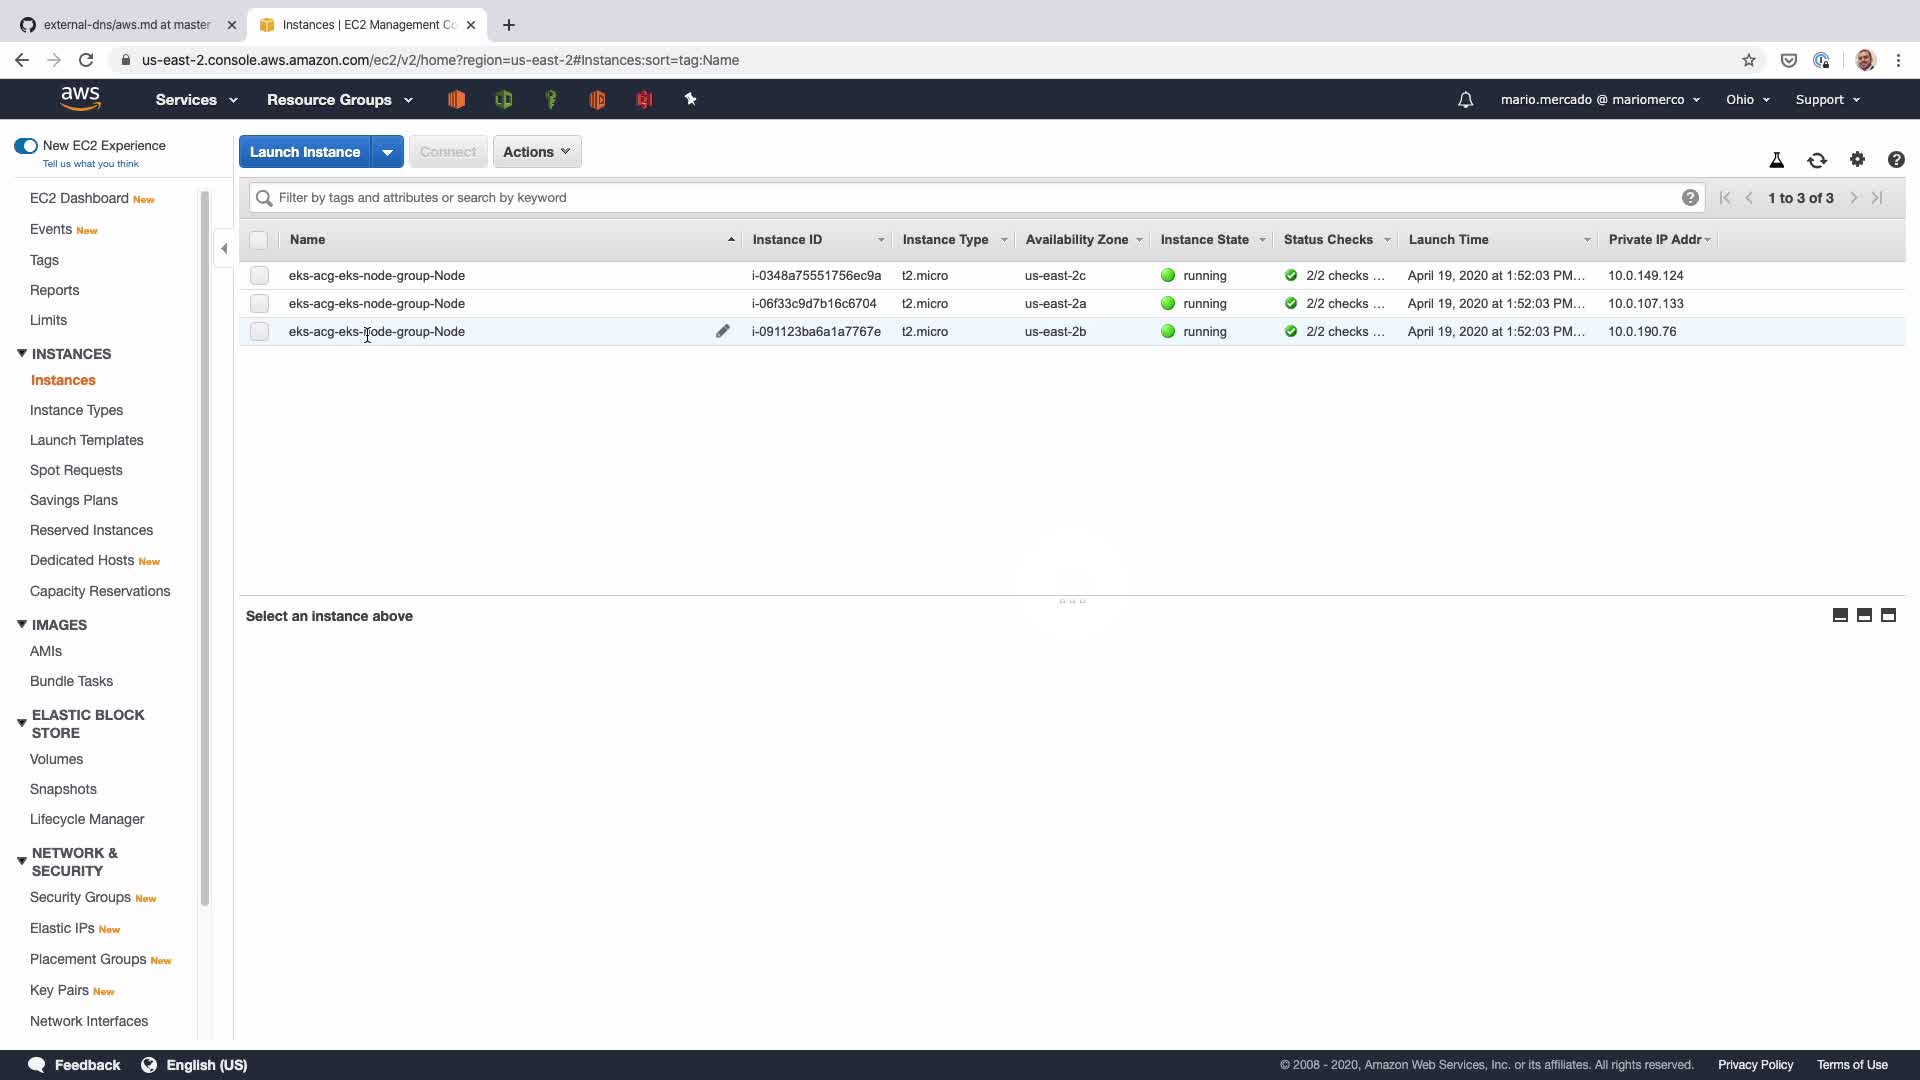 external-dns/aws.md at master
Instances | EC2 Management Co
us-east-2.console.aws.amazon.com/ec2/v2/home?region=us-east-2#Instances:sort=tag:Name
aws
Services
Resource Groups
mario.mercado @ mariomerco
Ohio
Support
New EC2 Experience
Tell us what you think
EC2 Dashboard New
Events New
Tags
Reports
Limits
INSTANCES
Instances
Instance Types
Launch Templates
Spot Requests
Savings Plans
Reserved Instances
Dedicated Hosts New
Capacity Reservations
IMAGES
AMIs
Bundle Tasks
ELASTIC BLOCK
STORE
Volumes
Snapshots
Lifecycle Manager
NETWORK &
SECURITY
Security Groups New
Elastic IPs New
Placement Groups New
Key Pairs New
Network Interfaces
Launch Instance
Connect
Actions
Filter by tags and attributes or search by keyword
1 to 3 of 3
Name Instance ID Instance Type Availability Zone Instance State Status Checks Launch Time Private IP Addr
eks-acg-eks-node-group-Node i-0348a75551756ec9a t2.micro us-east-2c running 2/2 checks ... April 19, 2020 at 1:52:03 PM... 10.0.149.124
eks-acg-eks-node-group-Node i-06f33c9d7b16c6704 t2.micro us-east-2a running 2/2 checks ... April 19, 2020 at 1:52:03 PM... 10.0.107.133
eks-acg-eks-node-group-Node i-091123ba6a1a7767e t2.micro us-east-2b running 2/2 checks ... April 19, 2020 at 1:52:03 PM... 10.0.190.76
Select an instance above
Feedback
English (US)
© 2008 - 2020, Amazon Web Services, Inc. or its affiliates. All rights reserved.
Privacy Policy
Terms of Use